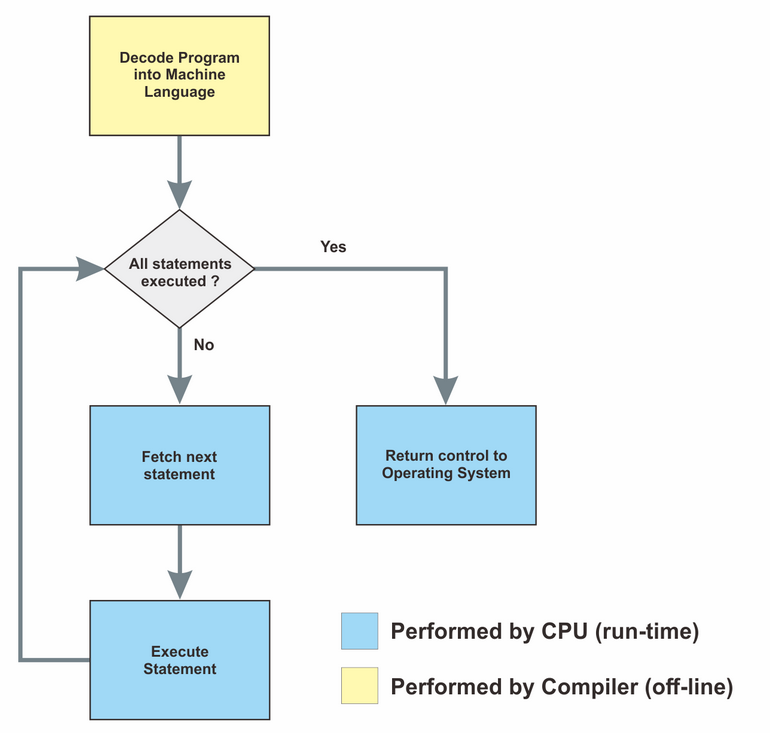 Decode Program
into Machine
Language
All statements
executed ?
Yes
No
Fetch next
statement
Return control to
Operating System
Execute
Statement
Performed by CPU (run-time)
Performed by Compiler (off-line)